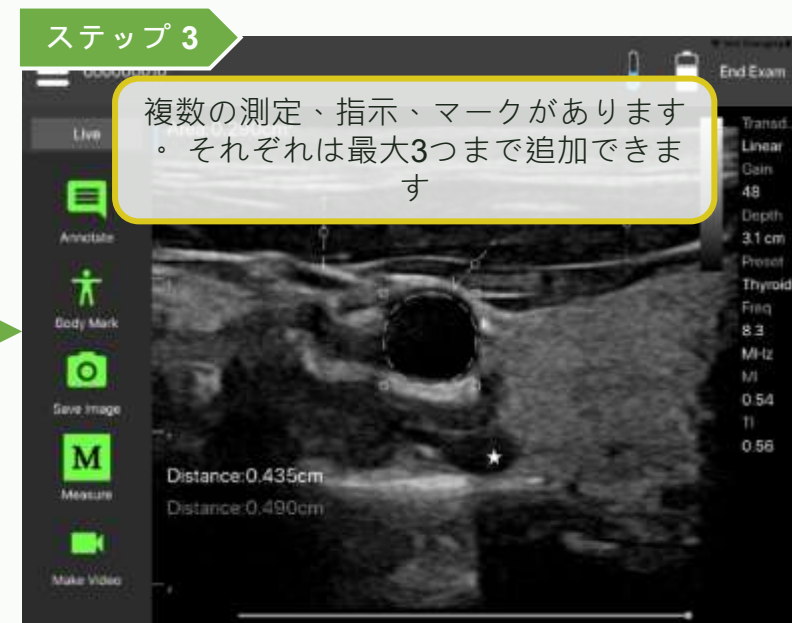 ステップ 3
End Exam
複数の測定、指示、マークがあります
。 それぞれは最大3つまで追加できま
す
Live
Annotate
Body Mark
Save Image
Measure
Make Video
M
Distance:0.435cm
Distance:0.490cm
Transd..
Linear
Gain
48
Depth
3.1 cm
Preset
Thyroid
Freq
8.3
MHz
MI
0.54
TI
0.56